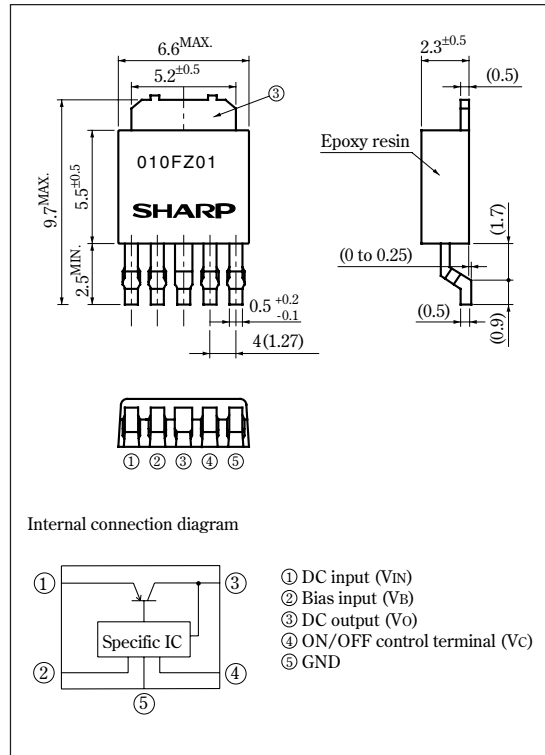 6.6MAX.
5.2±0.5
③
9.7MAX.
5.5±0.5
2.5MIN.
010FZ01
SHARP
0.5 +0.2
-0.1
4(1.27)
2.3±0.5
(0.5)
Epoxy resin
(1.7)
(0 to 0.25)
(0.5)
(0.9)
① ② ③ ④ ⑤
Internal connection diagram
① ③
Specific IC
② ④
⑤
① DC input (VIN)
② Bias input (VB)
③ DC output (VO)
④ ON/OFF control terminal (VC)
⑤ GND